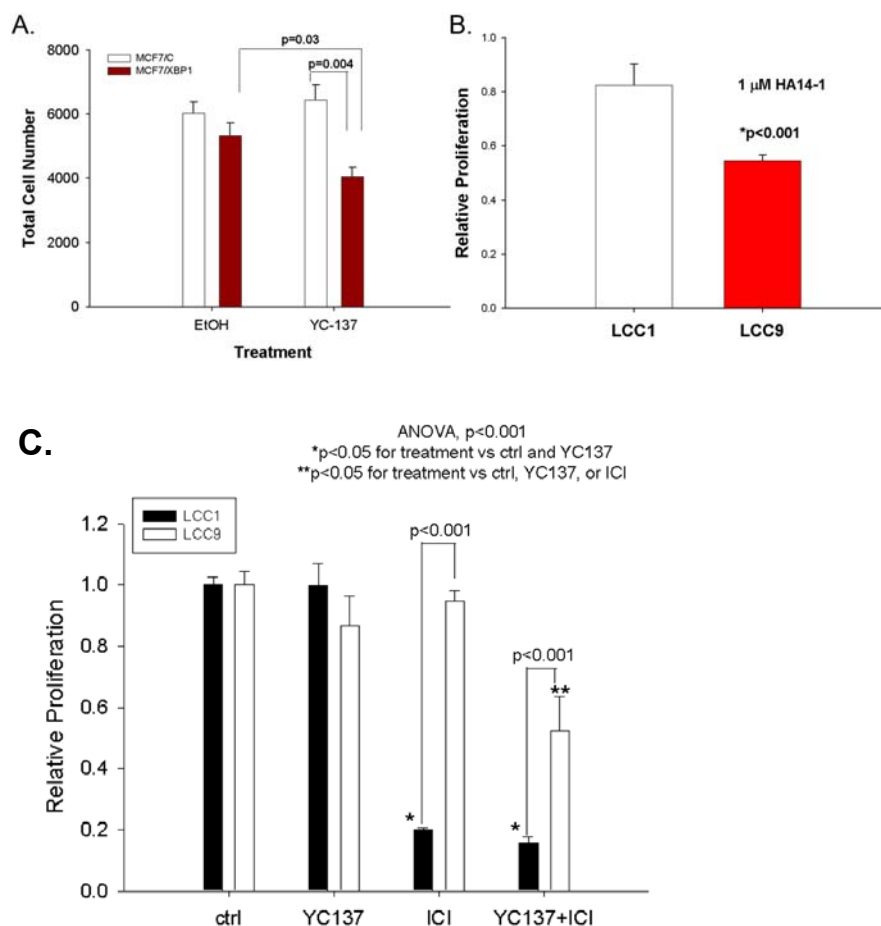 A.
MCF7/C
MCF7/XBP1
p=0.03
p=0.004
8000
6000
4000
2000
0
Total Cell Number
EtOH YC-137
Treatment
B.
1 μM HA14-1
*p<0.001
1.0
0.8
0.6
0.4
0.2
0.0
Relative Proliferation
LCC1 LCC9
C.
ANOVA, p<0.001
*p<0.05 for treatment vs ctrl and YC137
**p<0.05 for treatment vs ctrl, YC137, or ICI
LCC1
LCC9
p<0.001
p<0.001
**
*
*
1.2
1.0
0.8
0.6
0.4
0.2
0.0
Relative Proliferation
ctrl YC137 ICI YC137+ICI